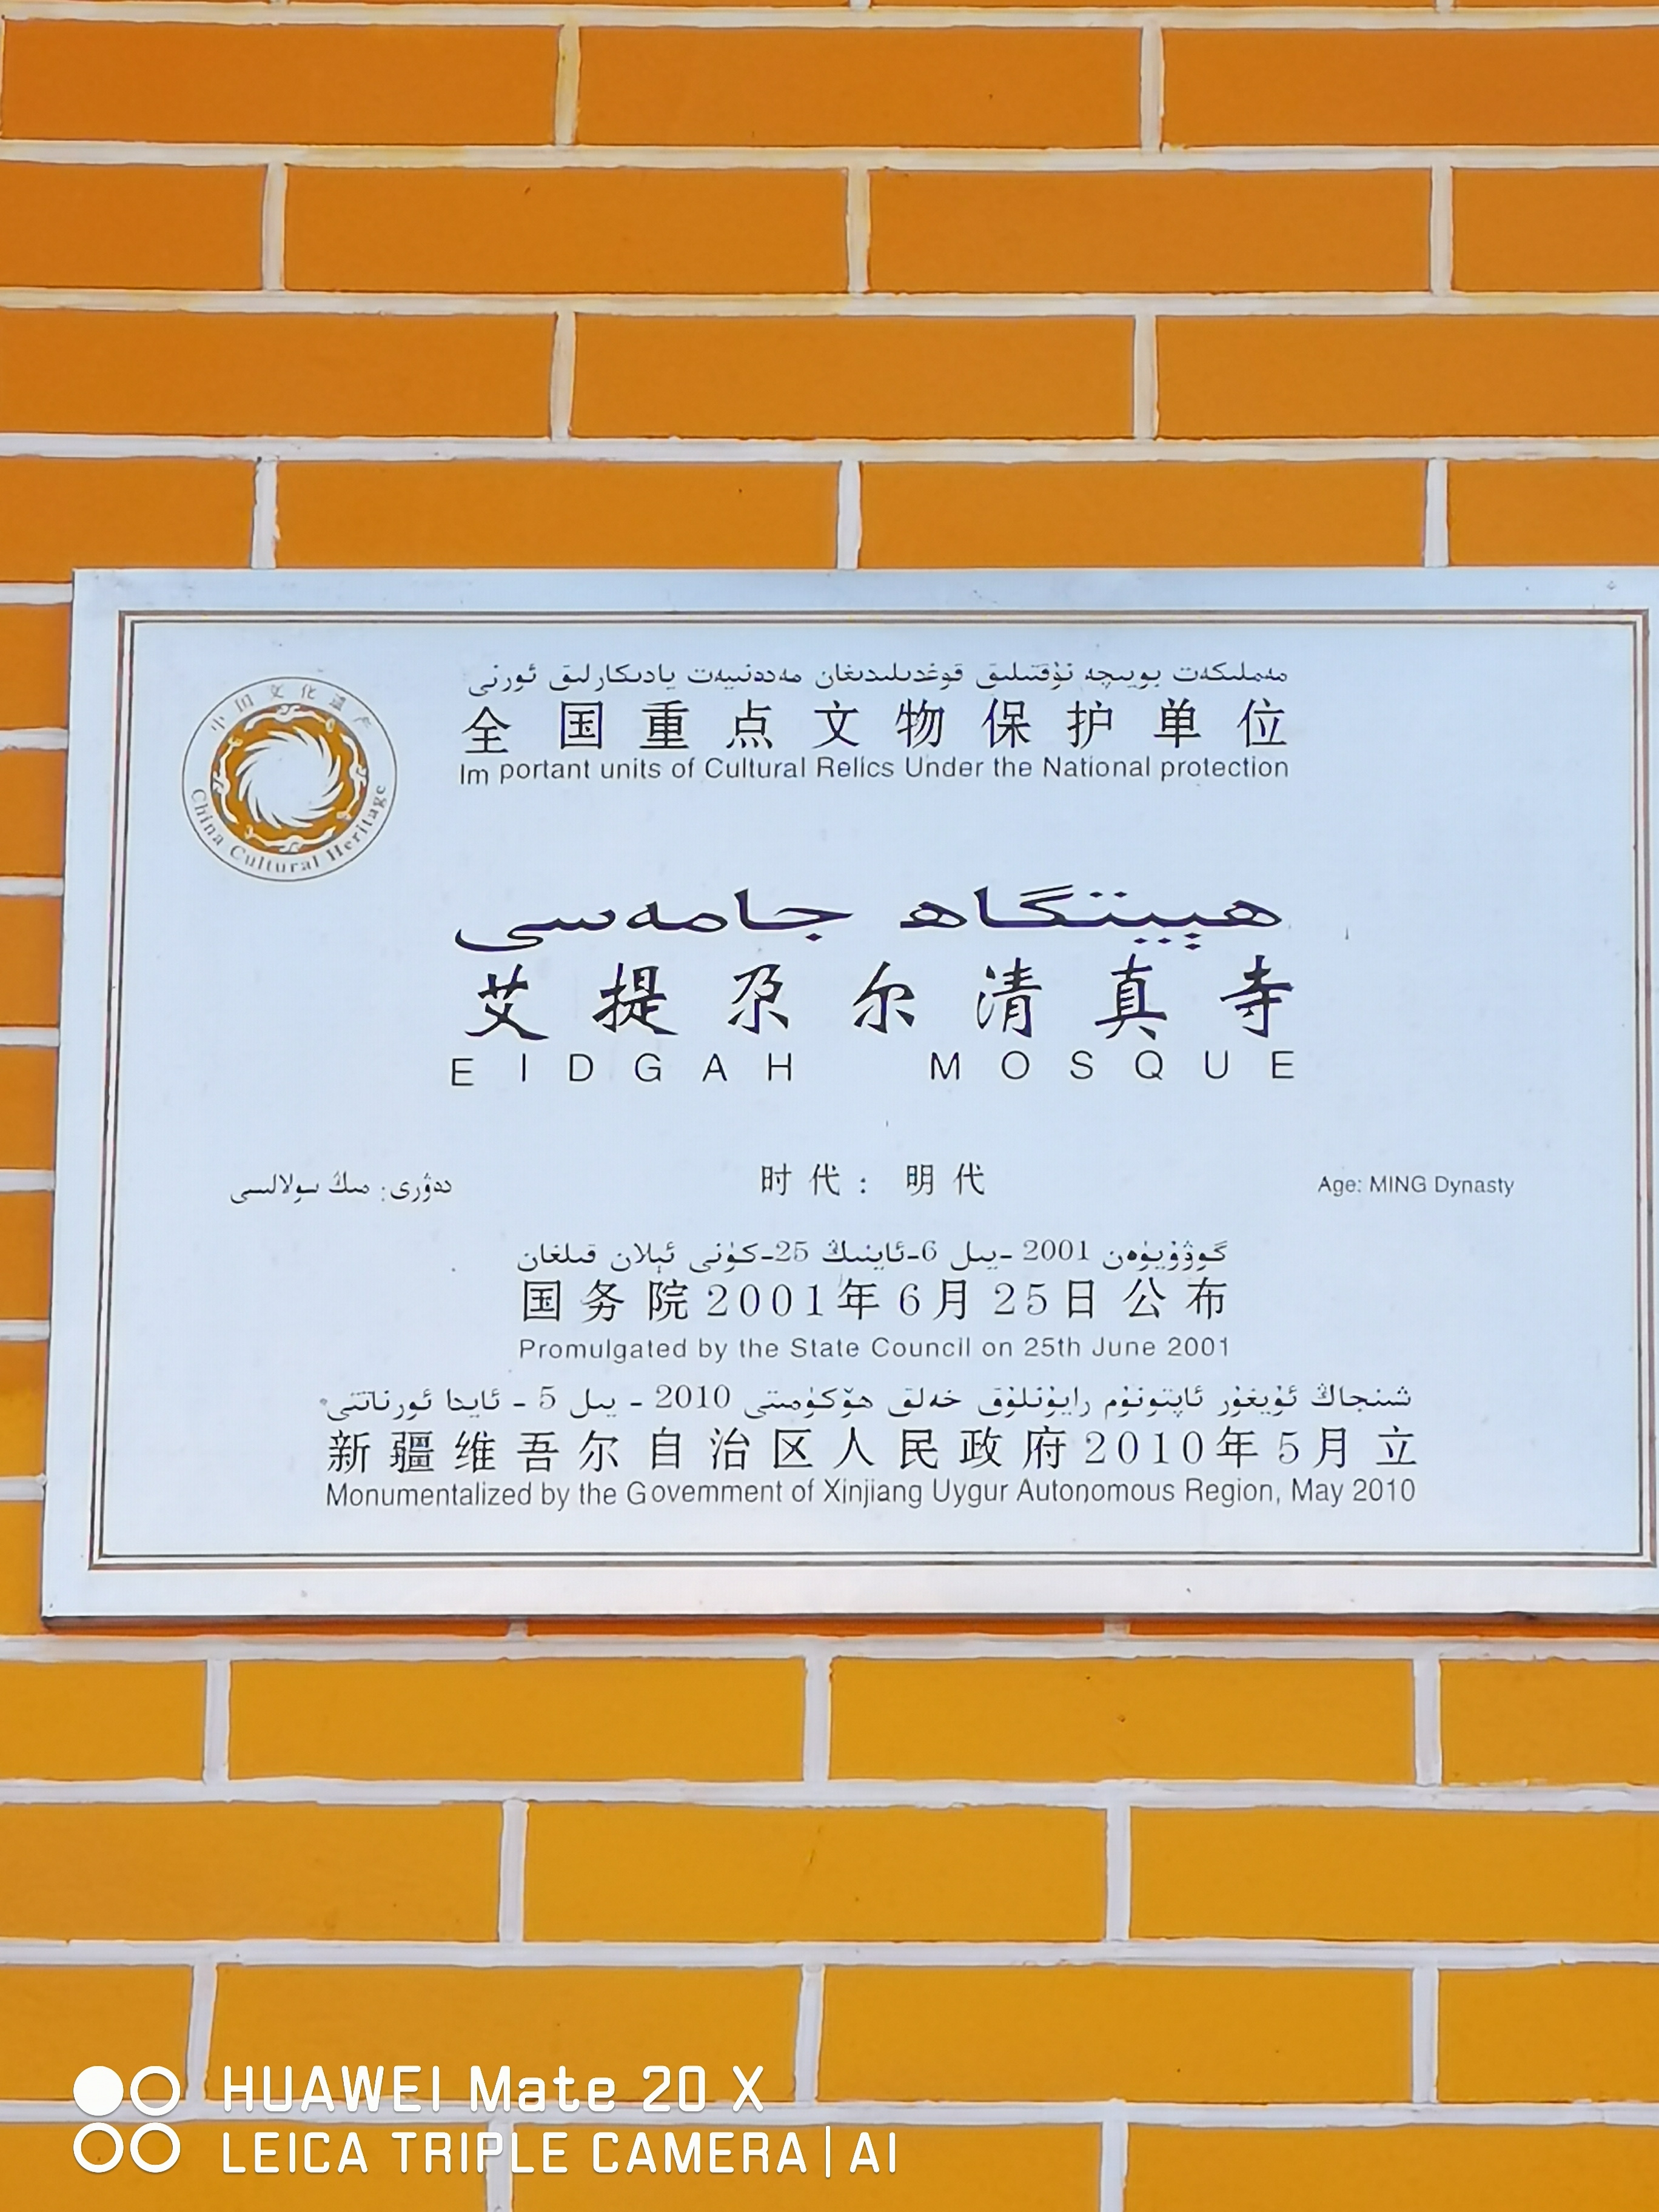 مەملىكەت بويىچە نۇقتىلىق قوغدىلىدىغان مەدەنىيەت يادىكارلىق ئورنى
中国文化遗产
全国重点文物保护单位
Im portant units of Cultural Relics Under the National protection
China Cultural Heritage
ھېيتگاھ جامەسى
艾提尕尔清真寺
EIDGAH MOSQUE
دەۋرى: مىڭ سۇلالىسى
时代：明代
Age: MING Dynasty
گوۋۇيۈەن 2001 -يىل 6-ئاينىڭ 25-كۈنى ئېلان قىلغان
国务院2001年6月25日公布
Promulgated by the State Council on 25th June 2001
شىنجاڭ ئۇيغۇر ئاپتونوم رايونلۇق خەلق ھۆكۈمىتى 2010 - يىل 5 - ئايدا ئورناتتى
新疆维吾尔自治区人民政府2010年5月立
Monumentalized by the Government of Xinjiang Uygur Autonomous Region, May 2010
HUAWEI Mate 20 X
LEICA TRIPLE CAMERA | AI